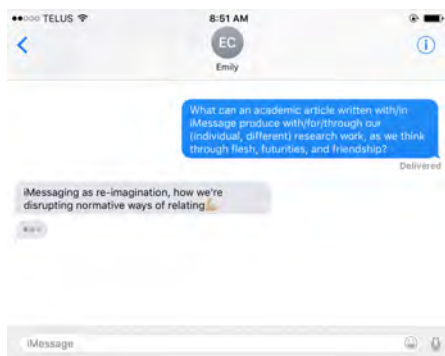 TELUS 8:51 AM
EC
Emily
What can an academic article written with/in
iMessage produce with/for/through our
(individual, different) research work, as we think
through flesh, futurities, and friendship?
Delivered
iMessaging as re-imagination, how we're
disrupting normative ways of relating💪🏼
iMessage